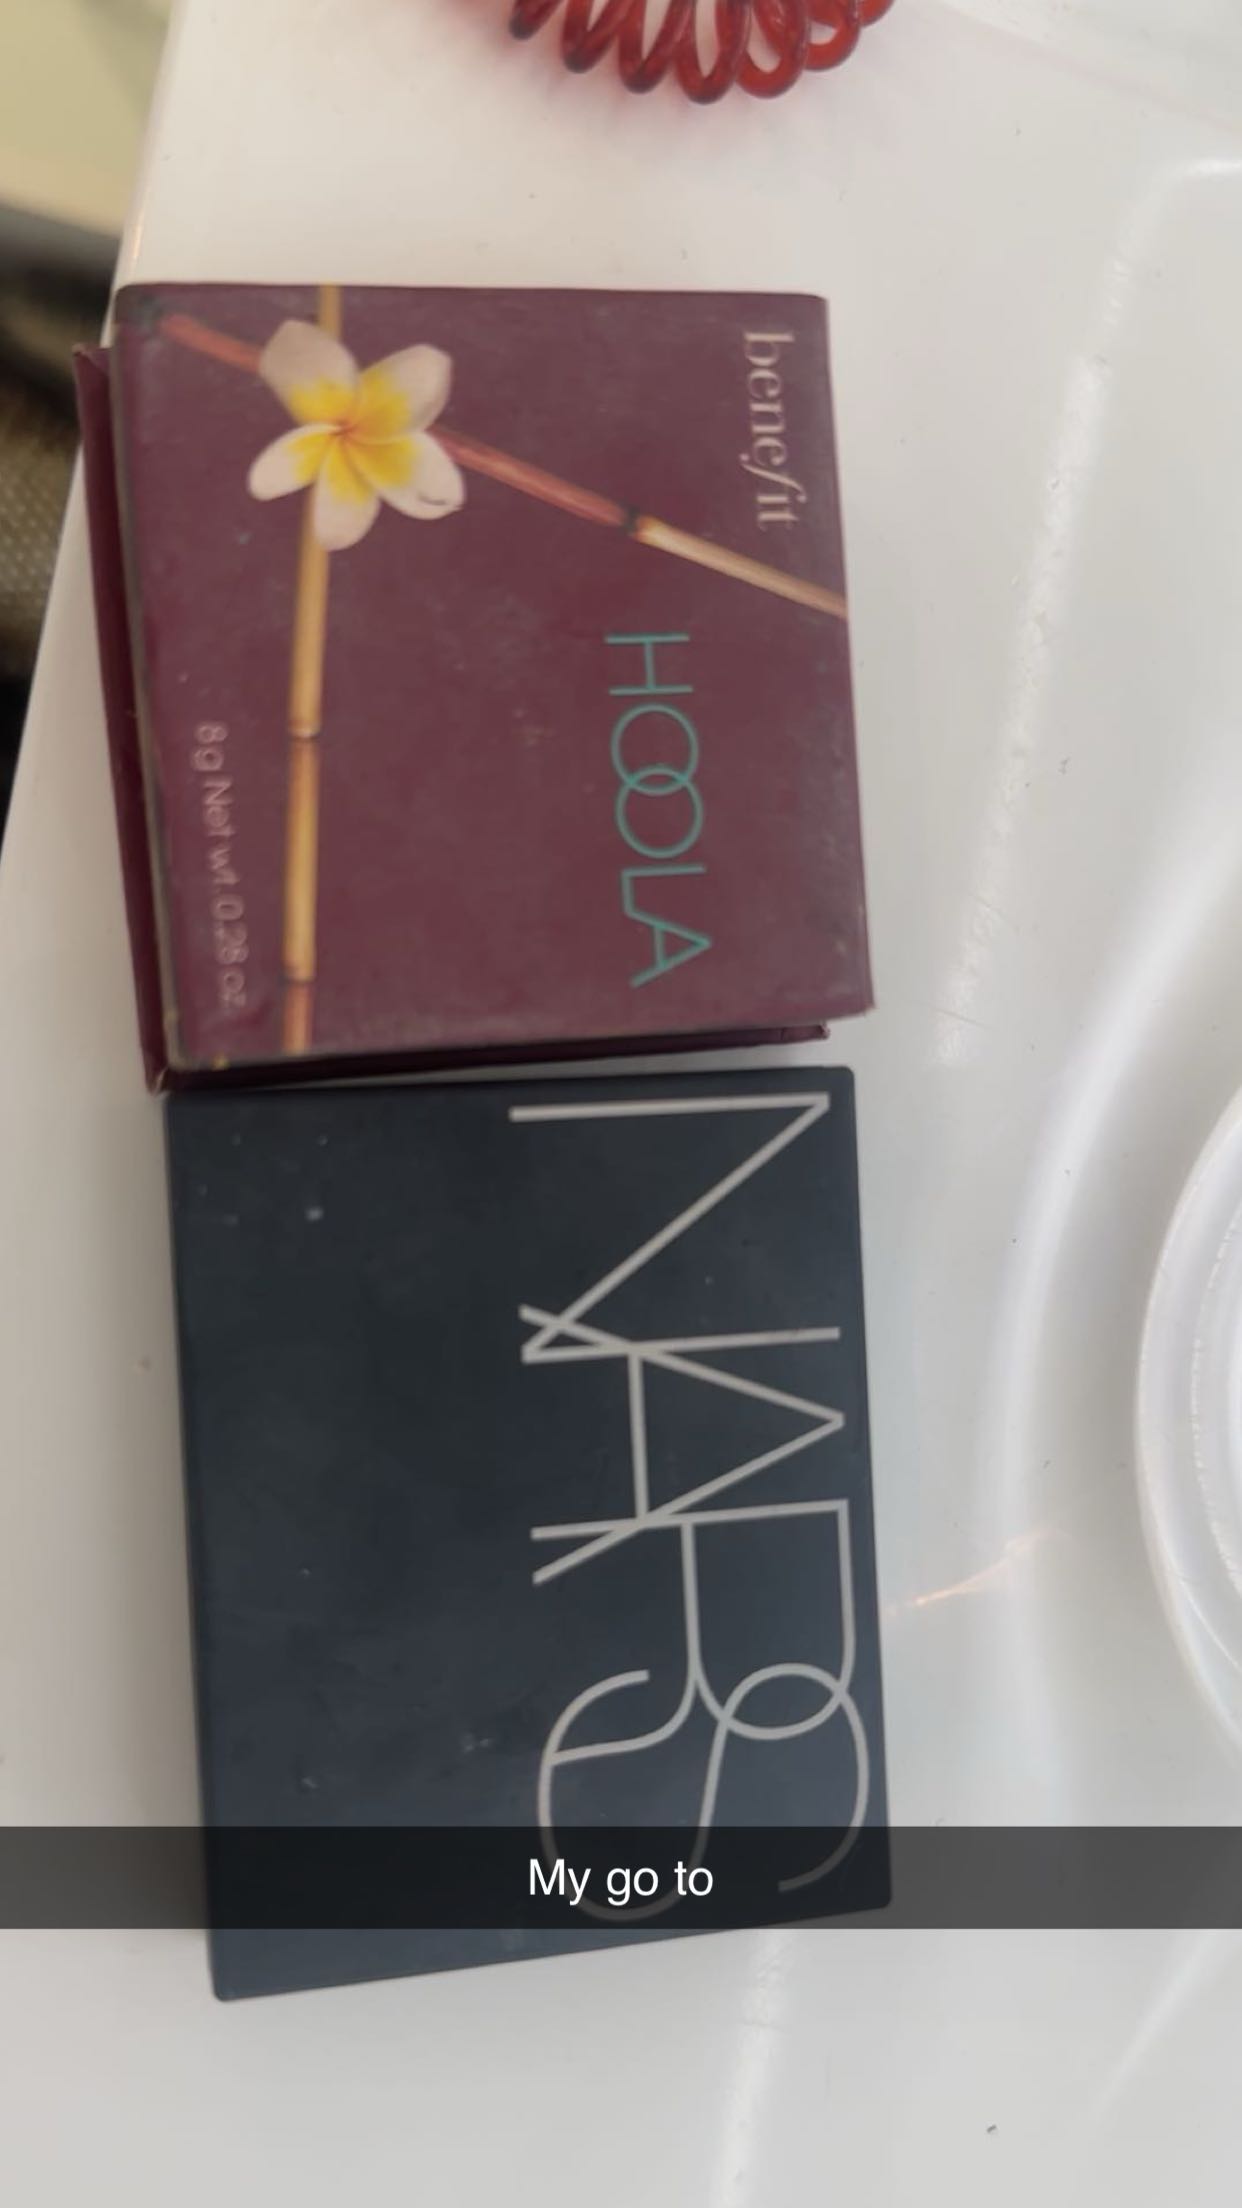 benefit
HOOLA
8g Net wt. 0.28 oz.
NARS
My go to